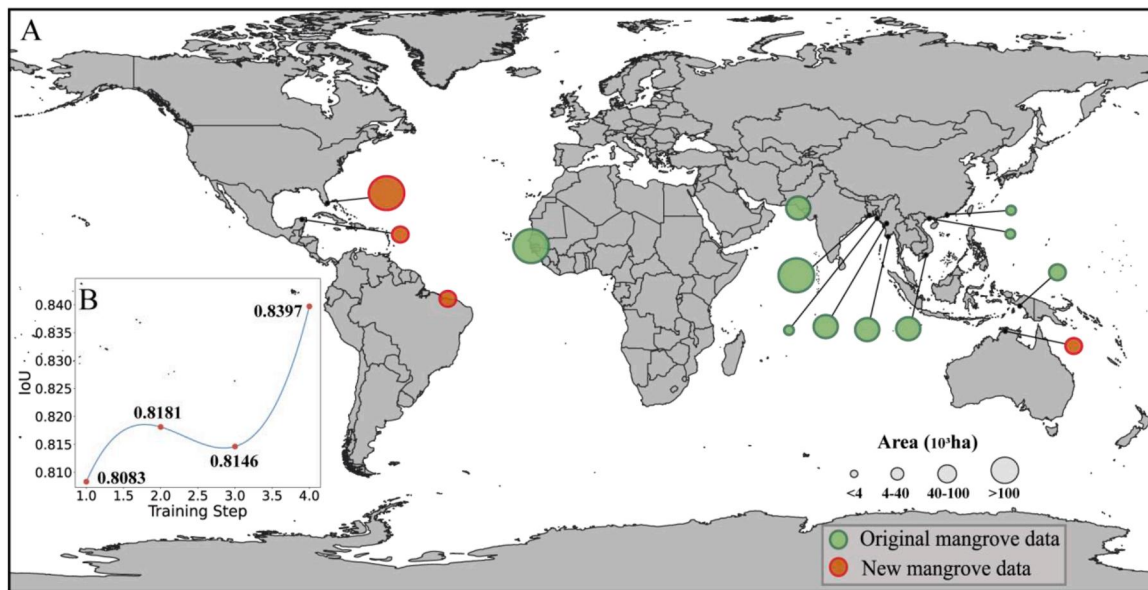 A
B
0.840
0.835
0.830
0.825
0.820
0.815
0.810
IoU
0.8397
0.8181
0.8146
0.8083
1.0 1.5 2.0 2.5 3.0 3.5 4.0
Training Step
Area (10³ha)
<4 4-40 40-100 >100
Original mangrove data
New mangrove data